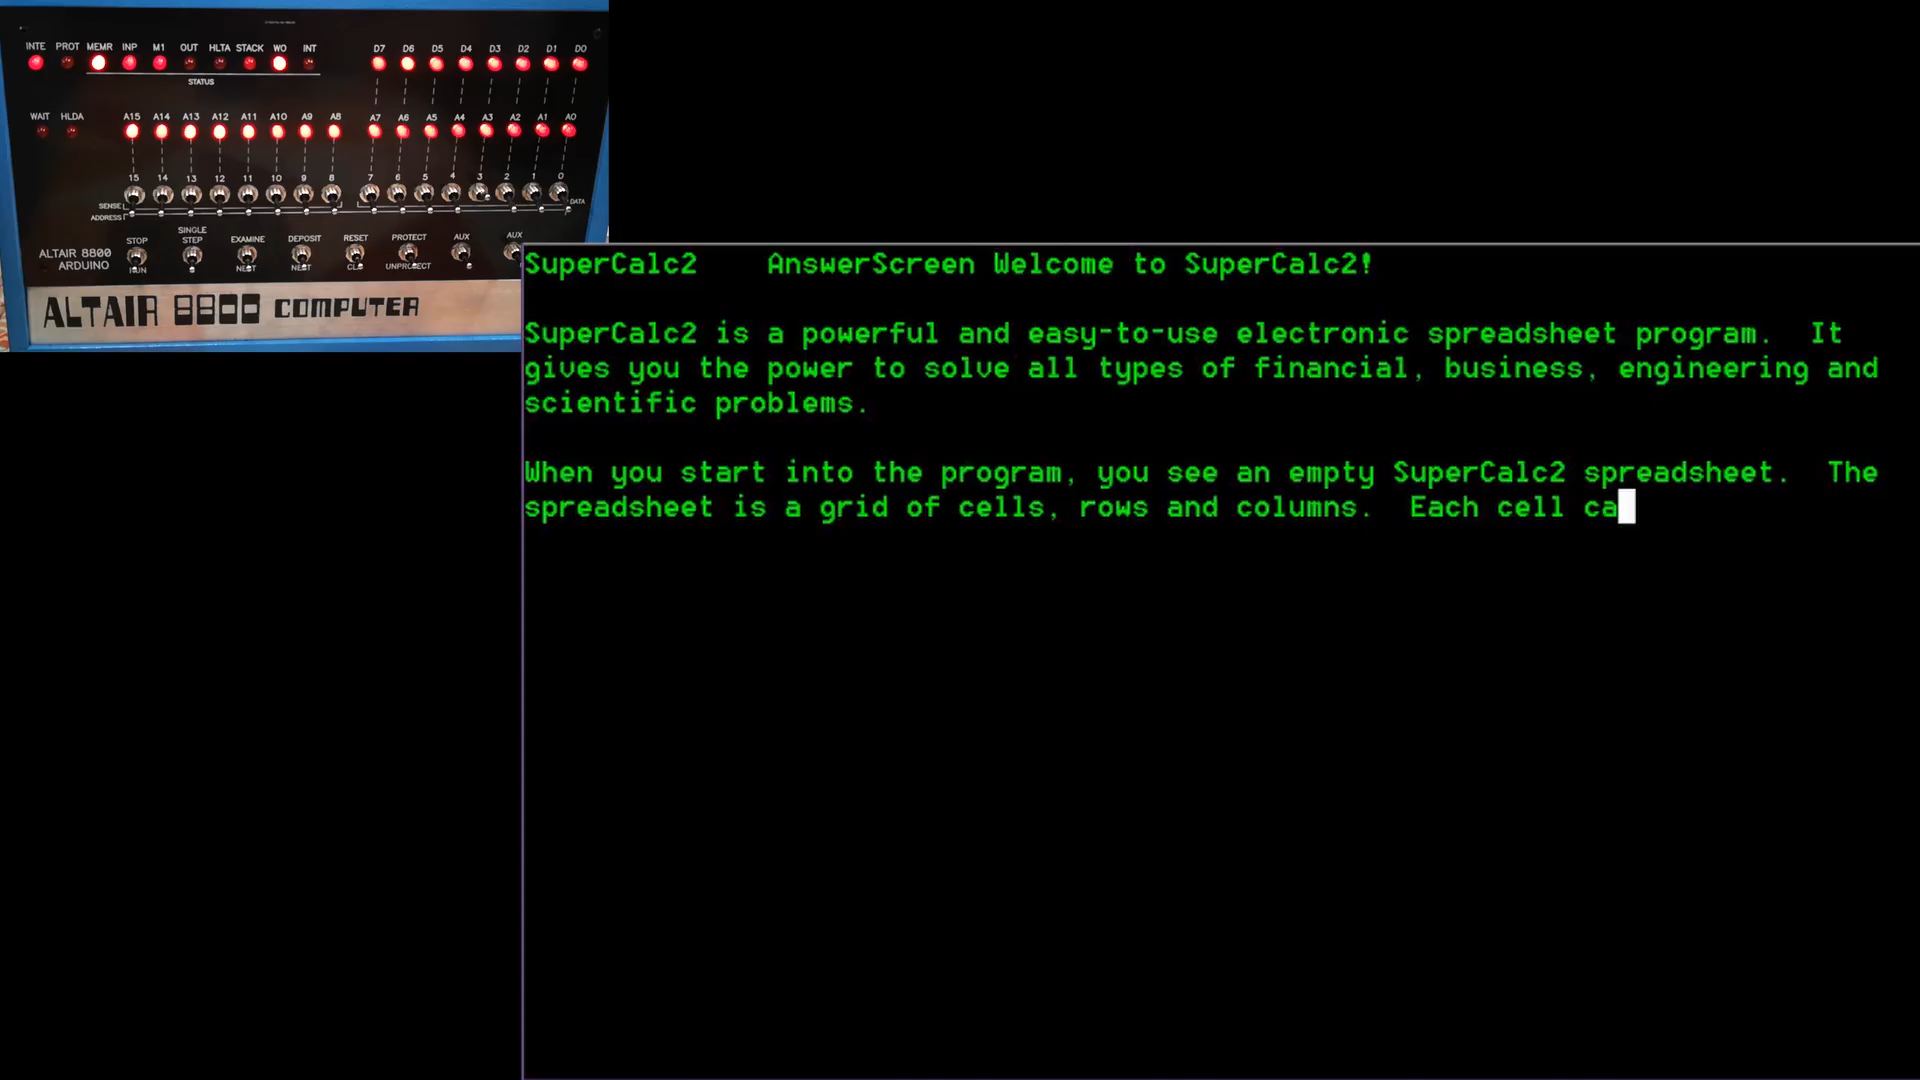 INTE PROT MEMR INP M1 OUT HLTA STACK WO INT D7 D6 D5 D4 D3 D2 D1 D0
STATUS
WAIT HLDA A15 A14 A13 A12 A11 A10 A9 A8 A7 A6 A5 A4 A3 A2 A1 A0
15 14 13 12 11 10 9 8 7 6 5 4 3 2 1 0
SENSE DATA
ADDRESS
STOP SINGLE STEP EXAMINE DEPOSIT RESET PROTECT AUX AUX
RUN NEXT NEXT CLR UNPROTECT
ALTAIR 8800
ARDUINO
ALTAIR 8800 COMPUTER
SuperCalc2 AnswerScreen Welcome to SuperCalc2!
SuperCalc2 is a powerful and easy-to-use electronic spreadsheet program. It
gives you the power to solve all types of financial, business, engineering and
scientific problems.
When you start into the program, you see an empty SuperCalc2 spreadsheet. The
spreadsheet is a grid of cells, rows and columns. Each cell ca